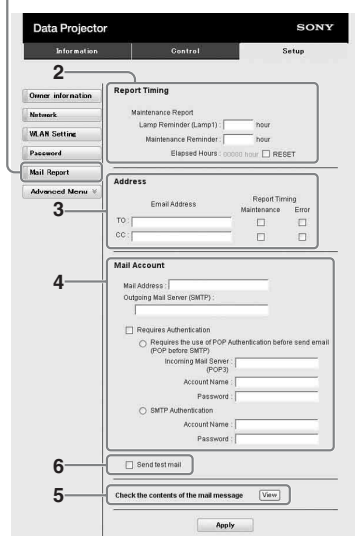 Data Projector SONY
Information Control Setup
2
Owner information
Network
WLAN Setting
Password
Mail Report
Advanced Menu
Report Timing
Maintenance Report
Lamp Reminder (Lamp1) : hour
Maintenance Reminder : hour
Elapsed Hours : 00000 hour RESET
3
Address
Email Address Report Timing
Maintenance Error
TO :
CC :
4
Mail Account
Mail Address :
Outgoing Mail Server (SMTP) :
Requires Authentication
Requires the use of POP Authentication before send email
(POP before SMTP)
Incoming Mail Server :
(POP3)
Account Name :
Password :
SMTP Authentication
Account Name :
Password :
6
Send test mail
5
Check the contents of the mail message View
Apply